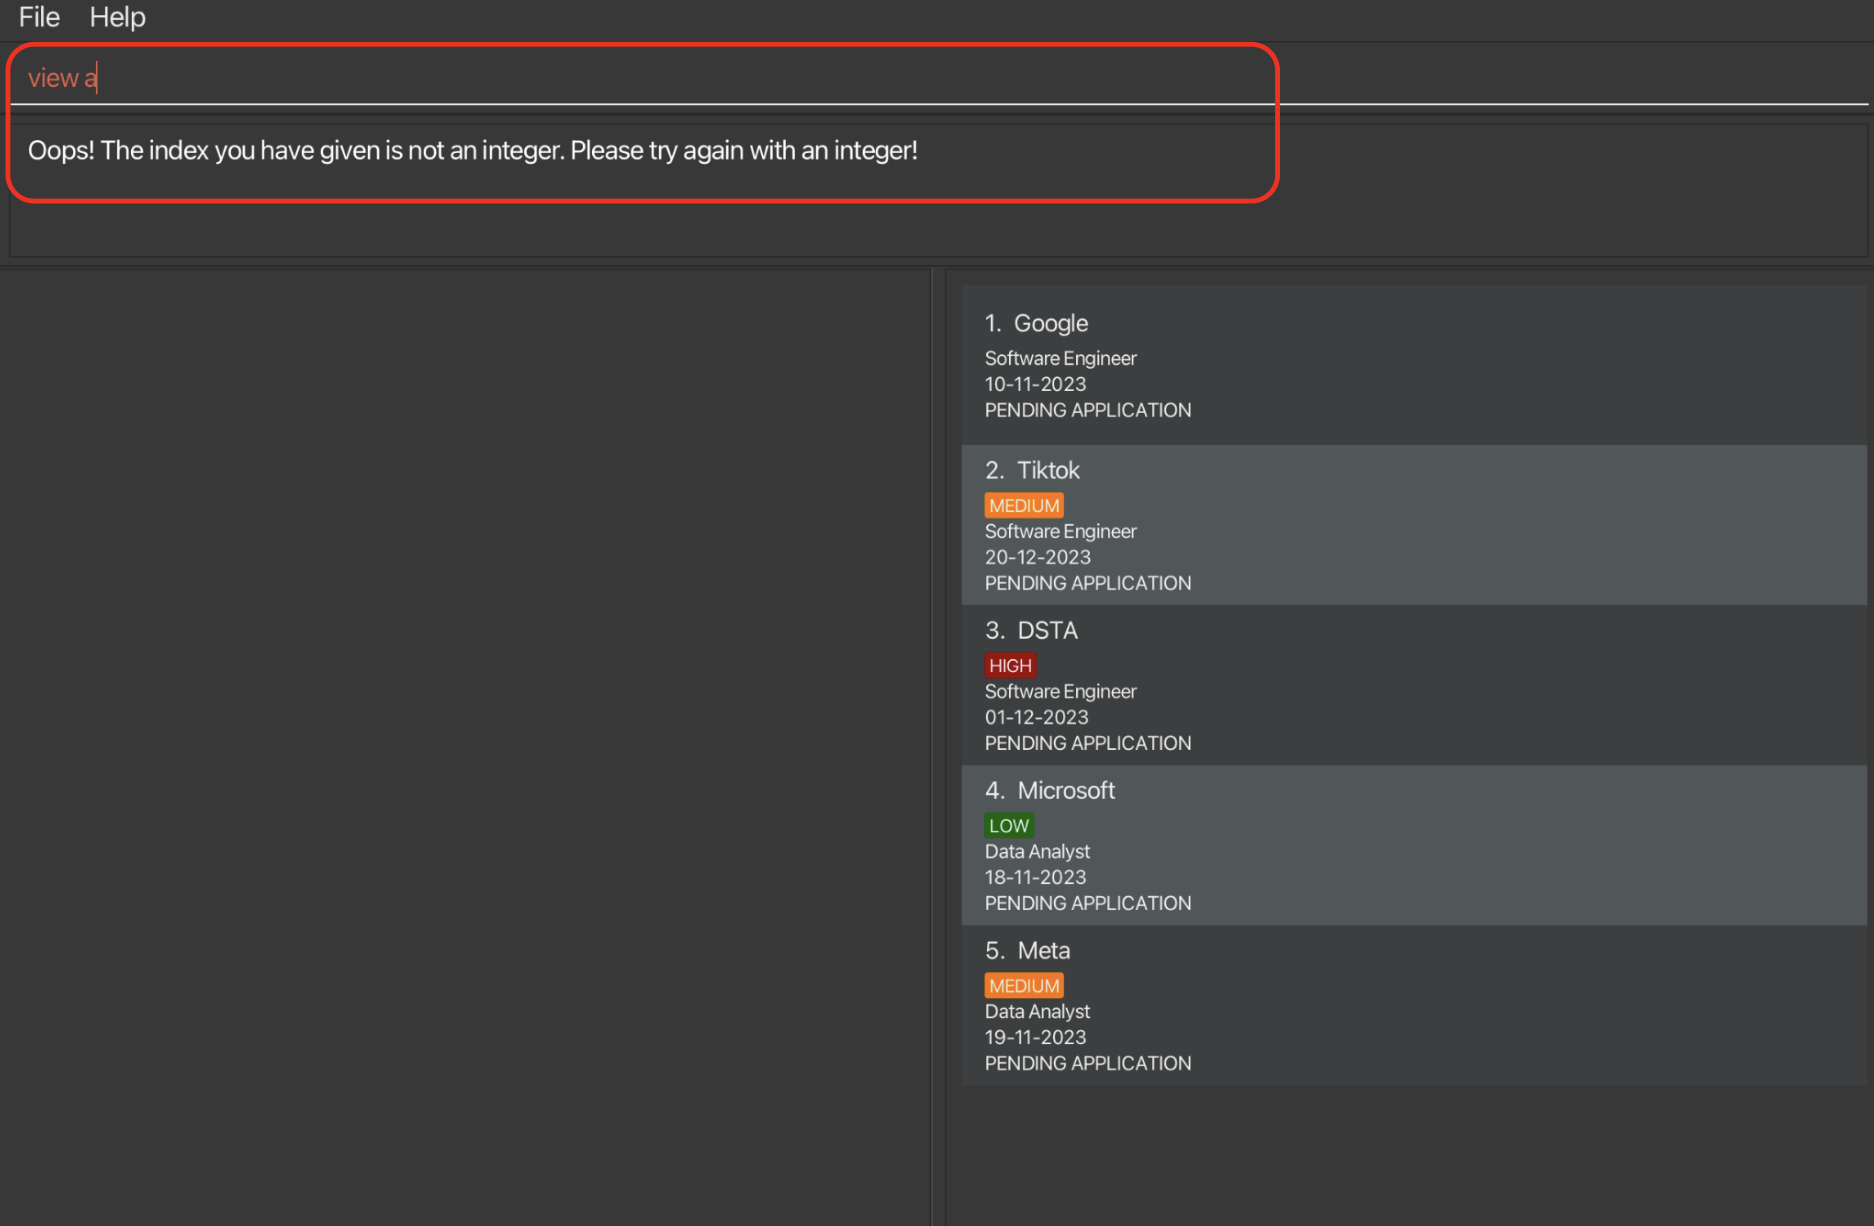 File Help
view a
Oops! The index you have given is not an integer. Please try again with an integer!
1. Google
Software Engineer
10-11-2023
PENDING APPLICATION
2. Tiktok
MEDIUM
Software Engineer
20-12-2023
PENDING APPLICATION
3. DSTA
HIGH
Software Engineer
01-12-2023
PENDING APPLICATION
4. Microsoft
LOW
Data Analyst
18-11-2023
PENDING APPLICATION
5. Meta
MEDIUM
Data Analyst
19-11-2023
PENDING APPLICATION